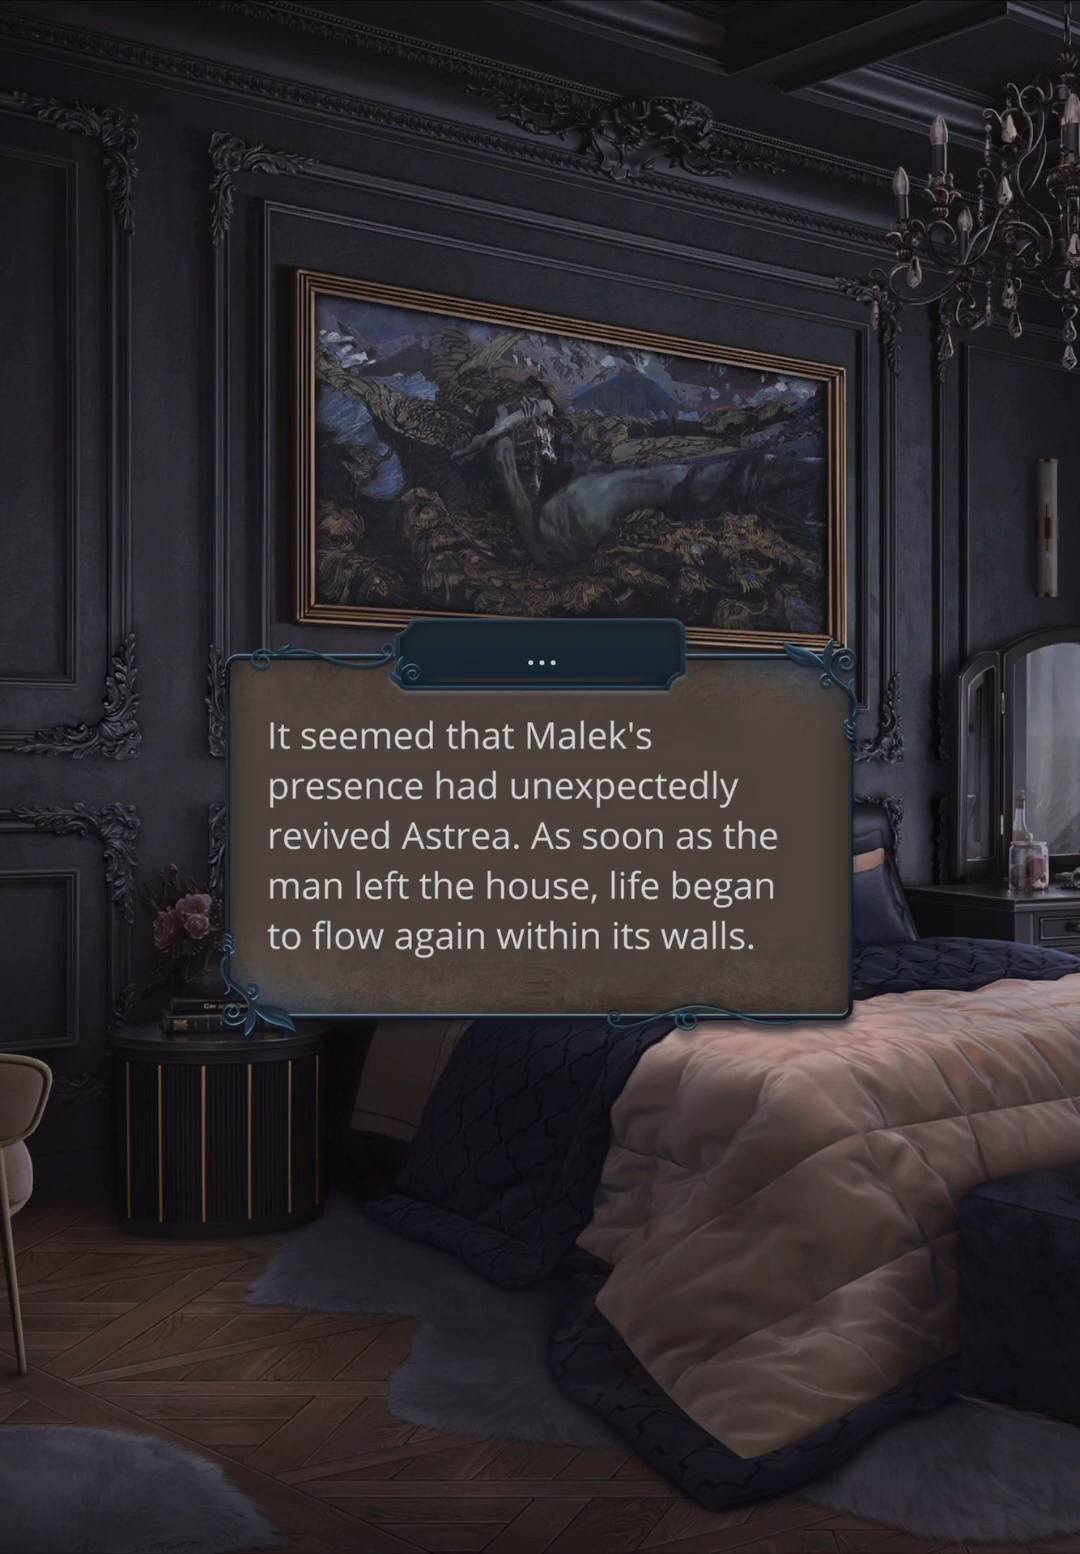 ...
It seemed that Malek's
presence had unexpectedly
revived Astrea. As soon as the
man left the house, life began
to flow again within its walls.